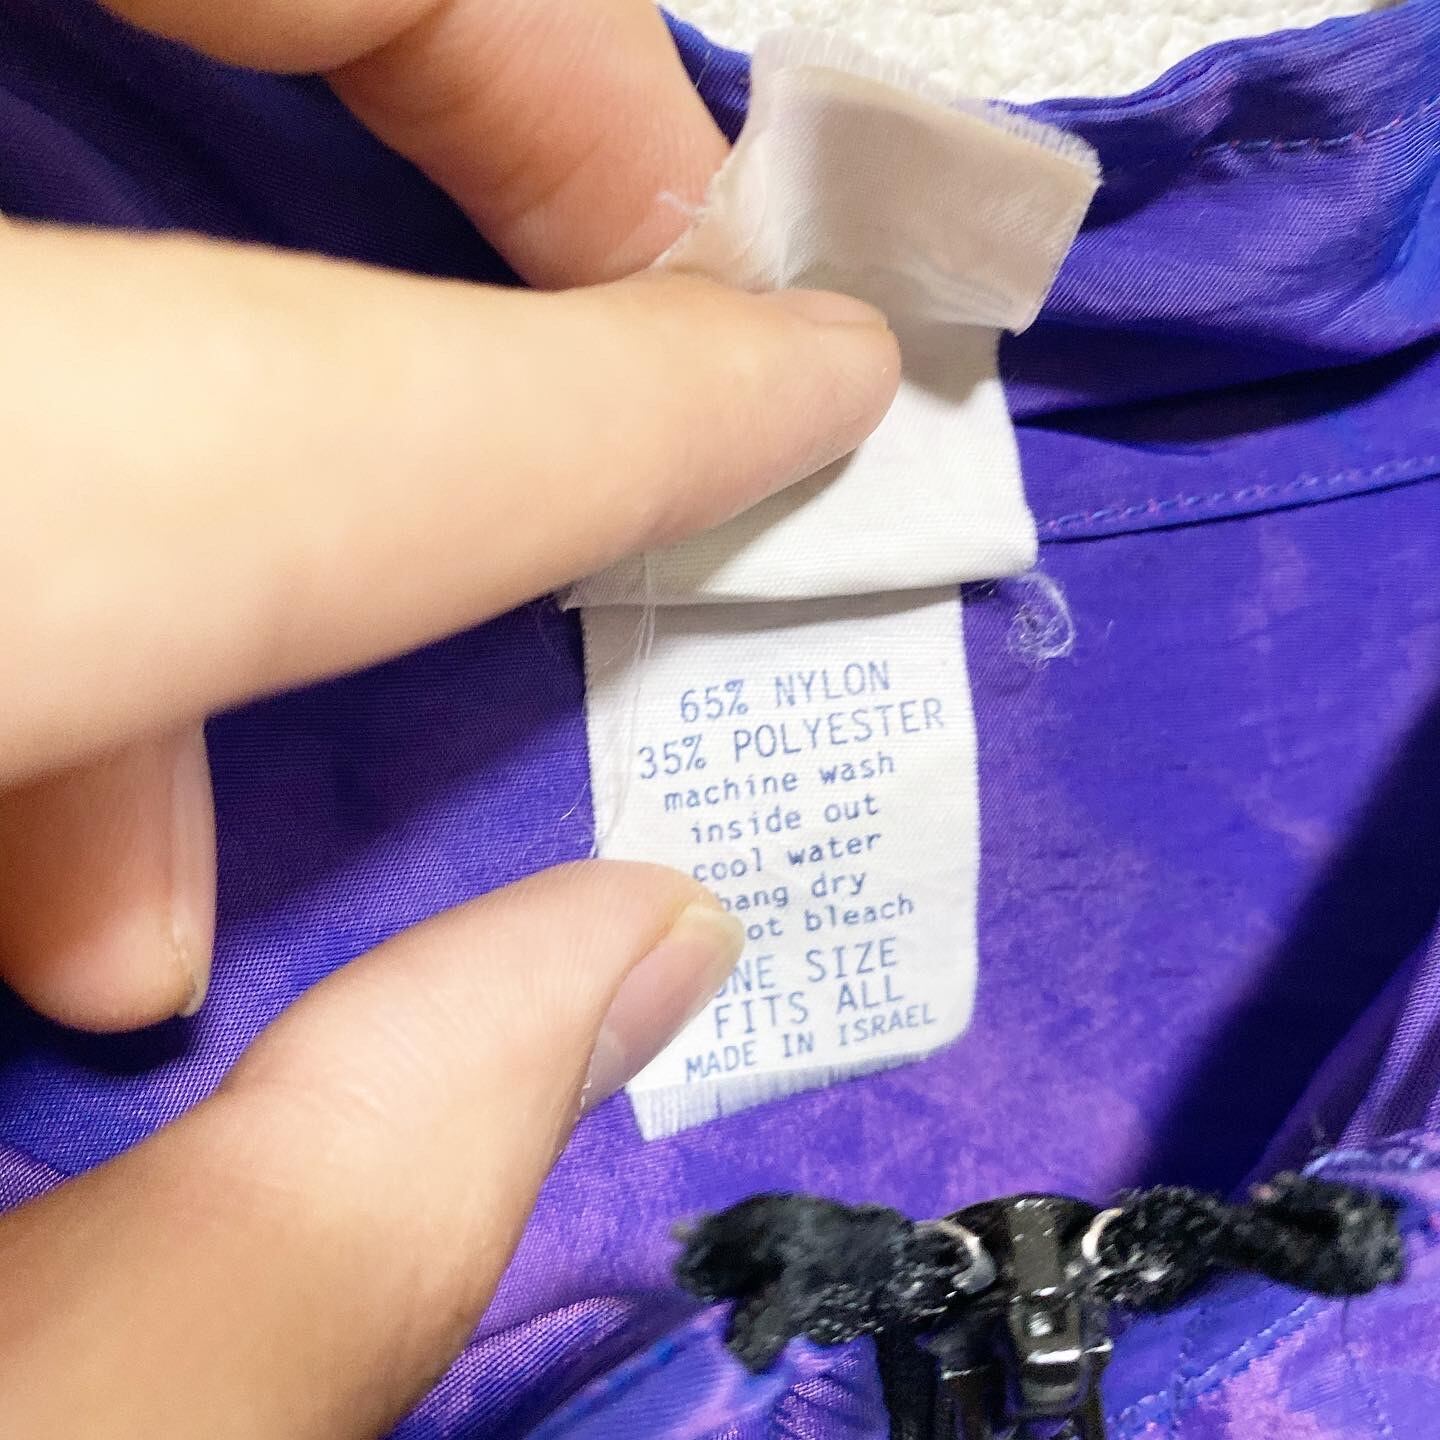 65% NYLON
35% POLYESTER
machine wash
inside out
cool water
hang dry
bleach
SIZE
FITS ALL
MADE IN ISRAEL